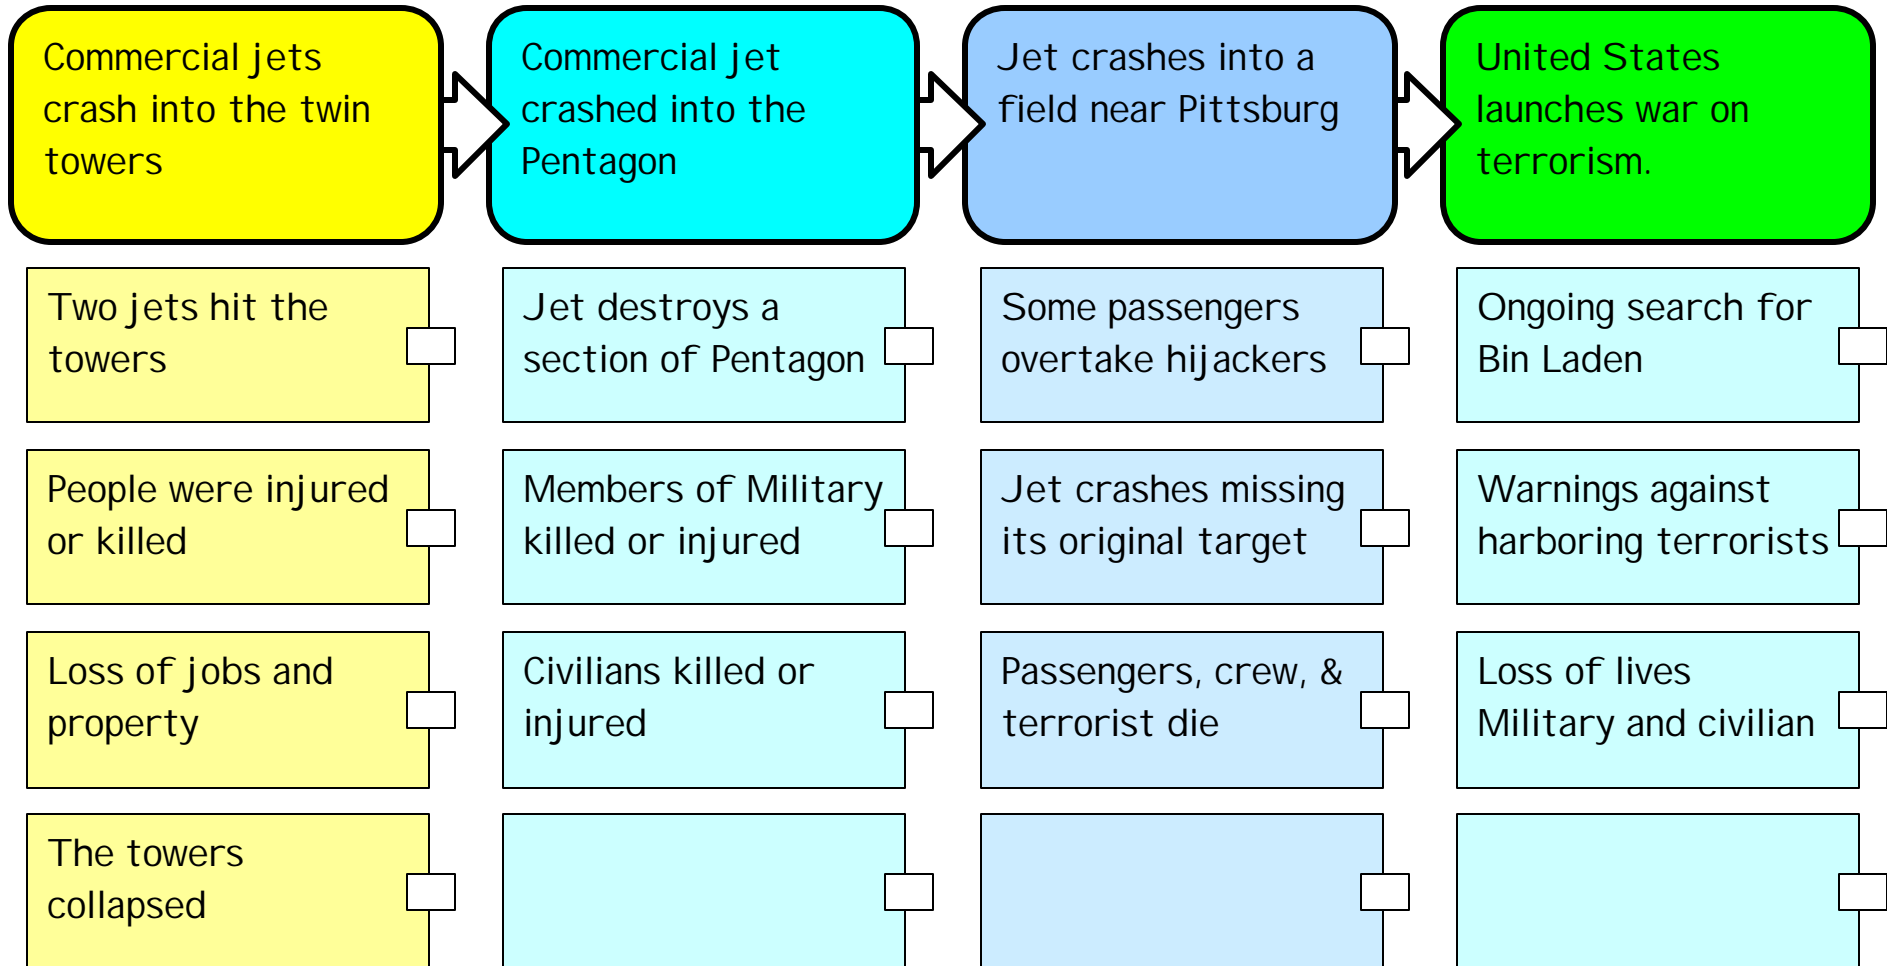 Commercial jets
crash into the twin
towers
Commercial jet
crashed into the
Pentagon
Jet crashes into a
field near Pittsburg
United States
launches war on
terrorism.
Two jets hit the
towers
Jet destroys a
section of Pentagon
Some passengers
overtake hijackers
Ongoing search for
Bin Laden
People were injured
or killed
Members of Military
killed or injured
Jet crashes missing
its original target
Warnings against
harboring terrorists
Loss of jobs and
property
Civilians killed or
injured
Passengers, crew, &
terrorist die
Loss of lives
Military and civilian
The towers
collapsed